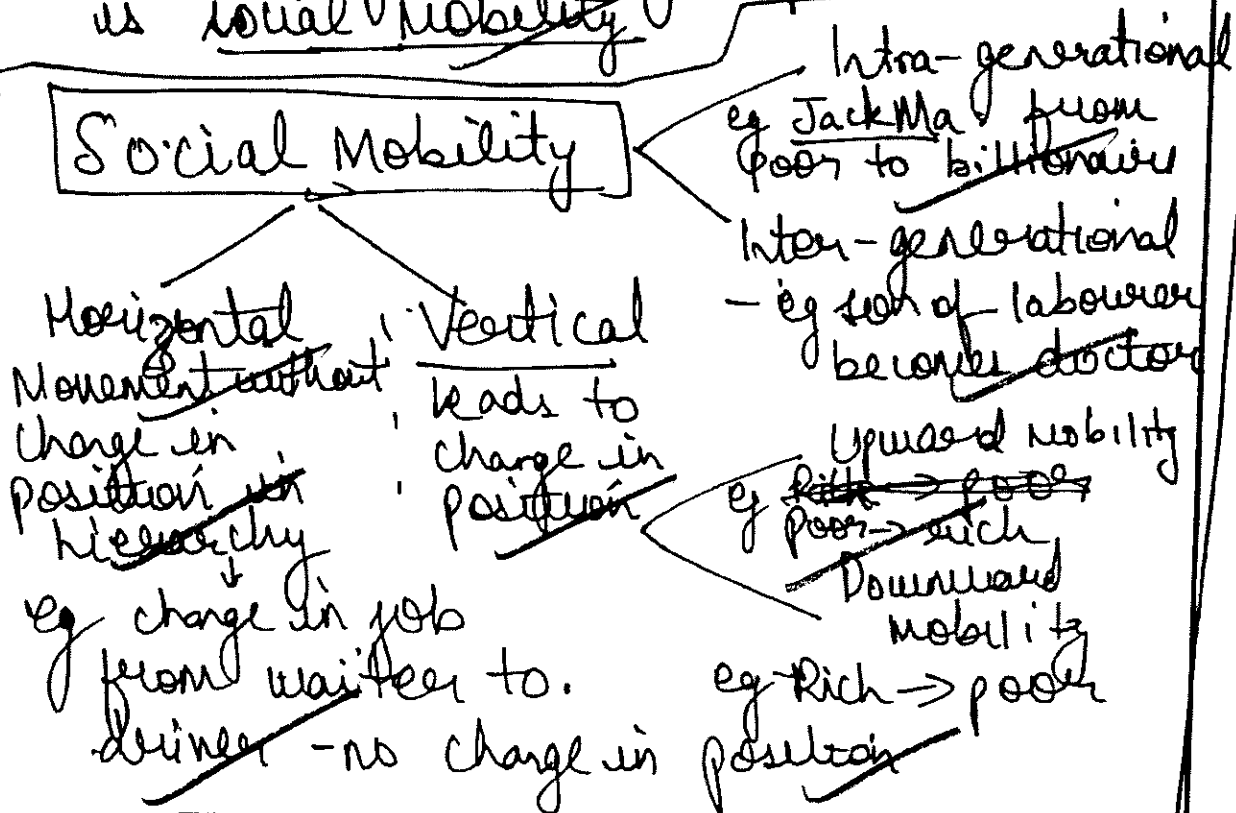 is social Mobility
Social Mobility
Intra-generational
eg Jack Ma from
poor to billionaire
Inter-generational
- eg son of labourer
becomes doctor
Horizontal
Movement without
change in
position in
hierarchy
eg change in job
from waiter to.
driver - no change in position
Vertical
leads to
change in
position
Upward mobility
eg Rich → poor
Poor → rich
Downward
mobility
eg Rich → poor